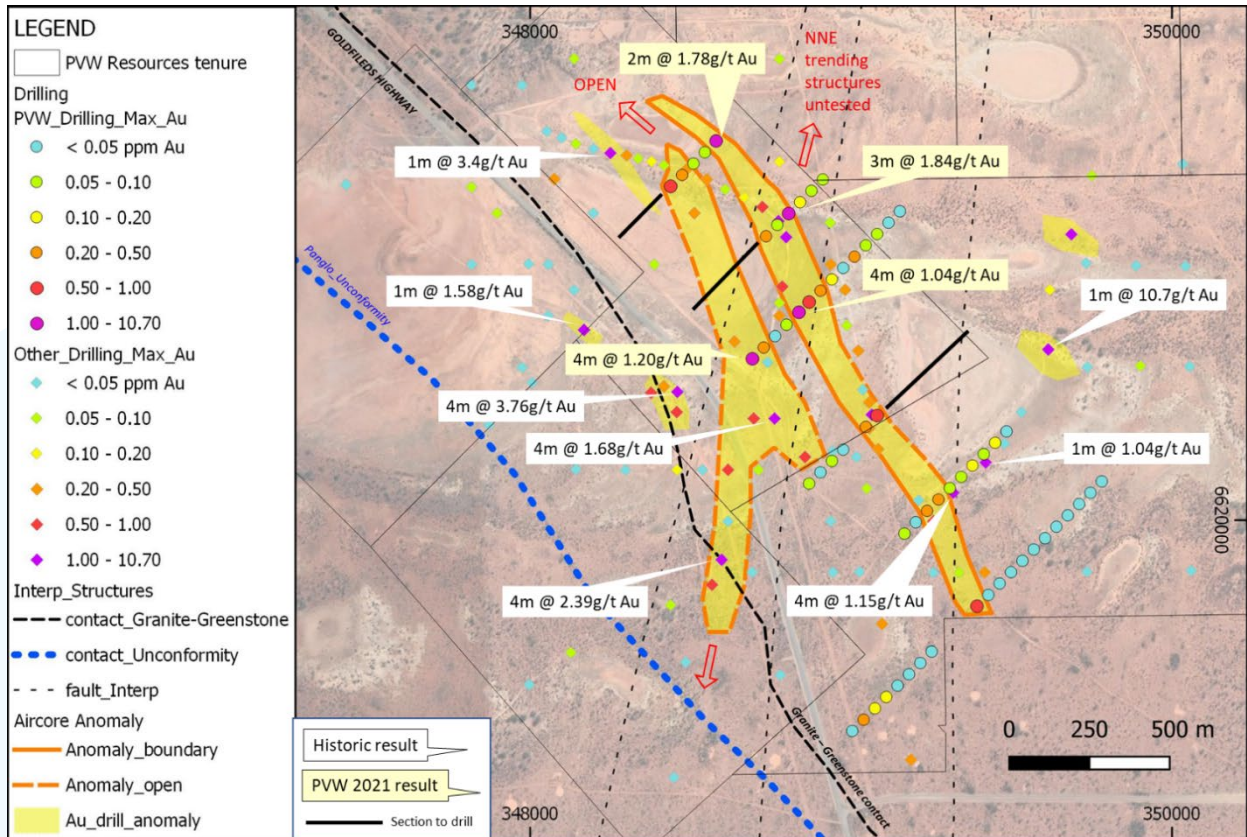 LEGEND
PVW Resources tenure
Drilling
PVW_Drilling_Max_Au
< 0.05 ppm Au
0.05 - 0.10
0.10 - 0.20
0.20 - 0.50
0.50 - 1.00
1.00 - 10.70
Other_Drilling_Max_Au
< 0.05 ppm Au
0.05 - 0.10
0.10 - 0.20
0.20 - 0.50
0.50 - 1.00
1.00 - 10.70
Interp_Structures
contact_Granite-Greenstone
contact_Unconformity
fault_Interp
Aircore Anomaly
Anomaly_boundary
Anomaly_open
Au_drill_anomaly
348000
350000
GOLDFILEDS HIGHWAY
2m @ 1.78g/t Au
NNE
trending
structures
untested
OPEN
1m @ 3.4g/t Au
3m @ 1.84g/t Au
Panglo_Unconformity
1m @ 1.58g/t Au
4m @ 1.04g/t Au
1m @ 10.7g/t Au
4m @ 1.20g/t Au
4m @ 3.76g/t Au
4m @ 1.68g/t Au
1m @ 1.04g/t Au
6620000
4m @ 2.39g/t Au
4m @ 1.15g/t Au
Granite - Greenstone contact
0 250 500 m
Historic result
PVW 2021 result
Section to drill
348000
350000